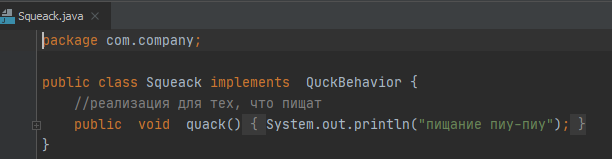 Squeack.java ×
package com.company;
public class Squeack implements  QuckBehavior {
//реализация для тех, что пищат
public  void  quack() { System.out.println("пищание пиу-пиу"); }
}